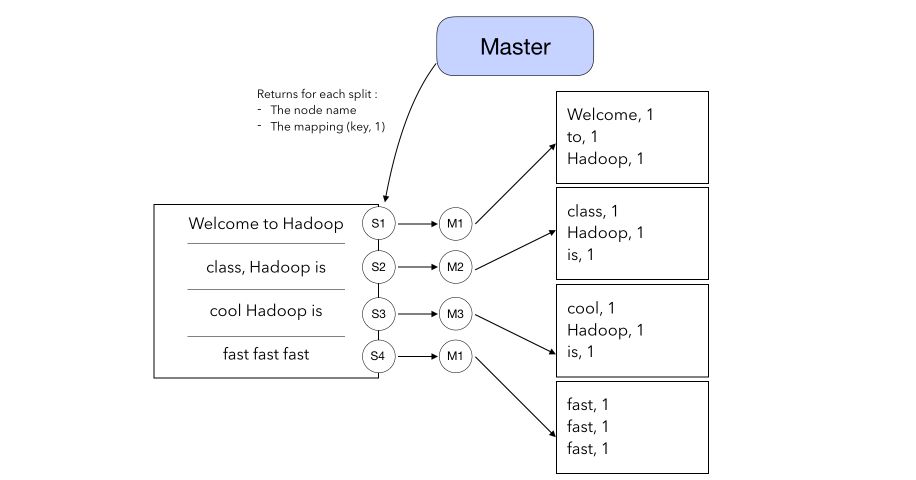 Master
Returns for each split :
- The node name
- The mapping (key, 1)
Welcome to Hadoop
S1
M1
class, Hadoop is
S2
M2
cool Hadoop is
S3
M3
fast fast fast
S4
M1
Welcome, 1
to, 1
Hadoop, 1
class, 1
Hadoop, 1
is, 1
cool, 1
Hadoop, 1
is, 1
fast, 1
fast, 1
fast, 1